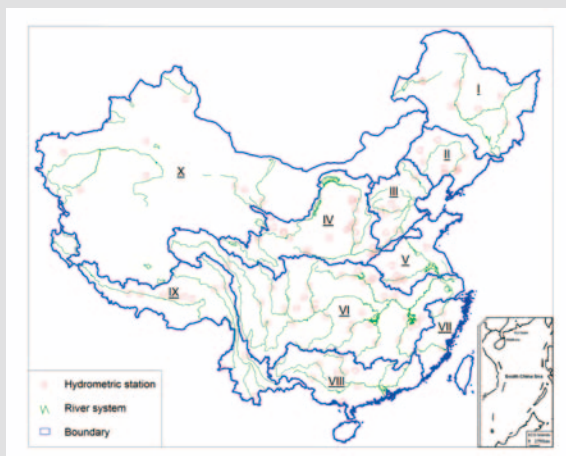 I
II
III
X
IV
V
IX
VI
VII
VIII
South China Sea
Hydrometric station
River system
Boundary